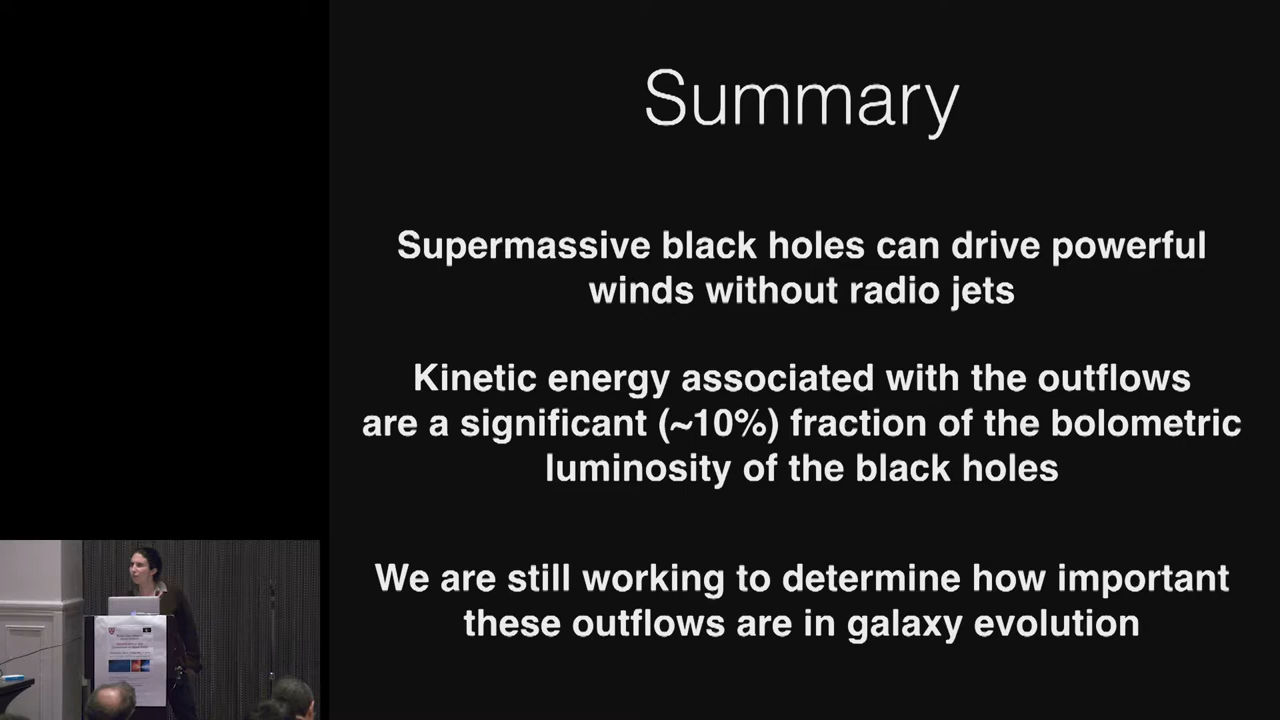 Summary
Supermassive black holes can drive powerful
winds without radio jets
Kinetic energy associated with the outflows
are a significant (~10%) fraction of the bolometric
luminosity of the black holes
We are still working to determine how important
these outflows are in galaxy evolution